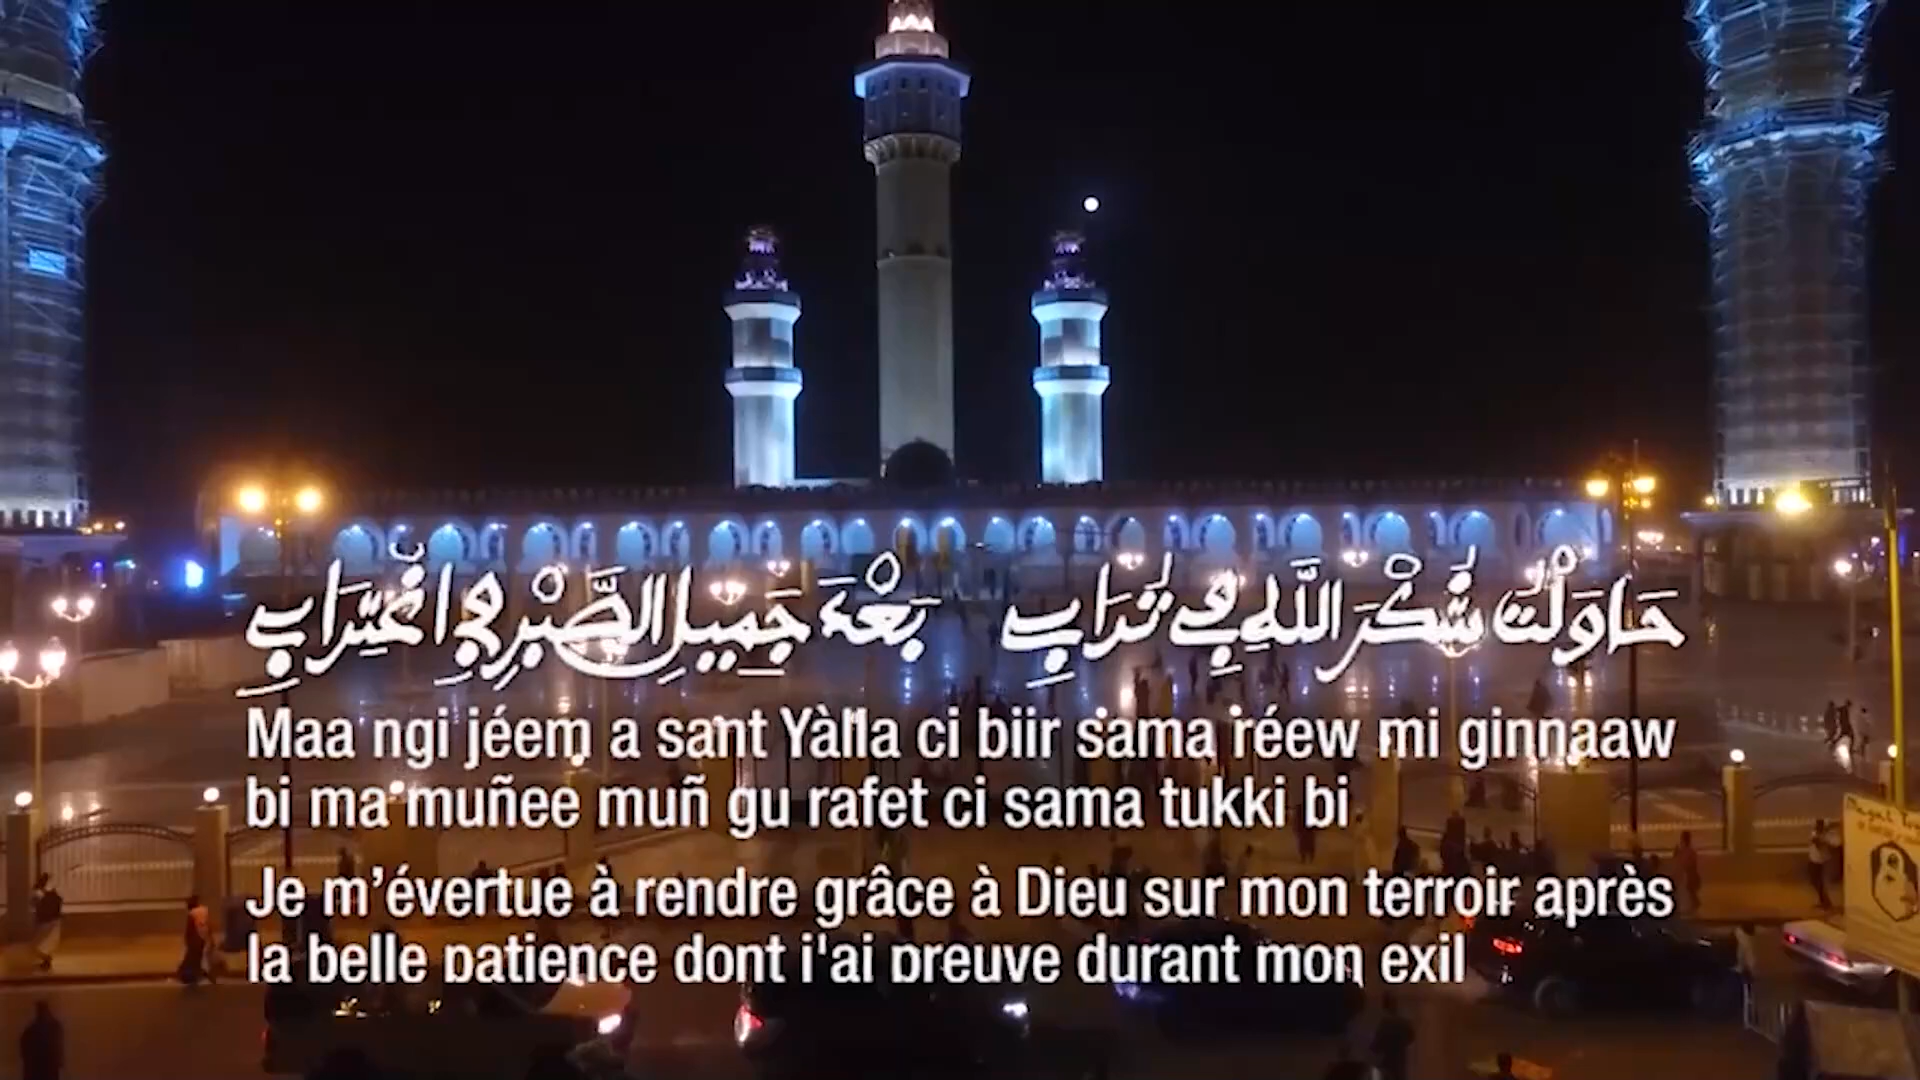 حَاوَلْتُ شُكْرَ اللَّهِ فِي تُرَابِ بَعْدَ جَمِيلِ الصَّبْرِ فِي اغْتِرَابِ
Maa ngi jéem a sant Yàlla ci biir sama réew mi ginnaaw
bi ma muñee muñ gu rafet ci sama tukki bi
Je m’évertue à rendre grâce à Dieu sur mon terroir après
la belle patience dont j'ai preuve durant mon exil